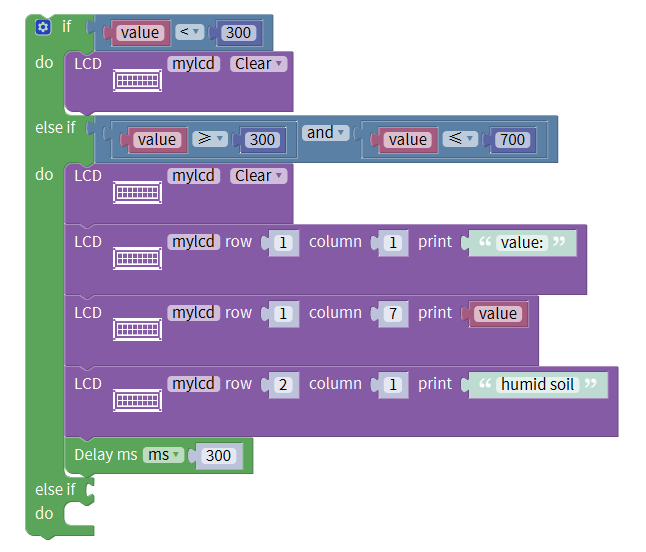 if value < 300
do LCD mylcd Clear
else if value ≥ 300 and value ≤ 700
do LCD mylcd Clear
LCD mylcd row 1 column 1 print “ value: ”
LCD mylcd row 1 column 7 print value
LCD mylcd row 2 column 1 print “ humid soil ”
Delay ms ms 300
else if
do